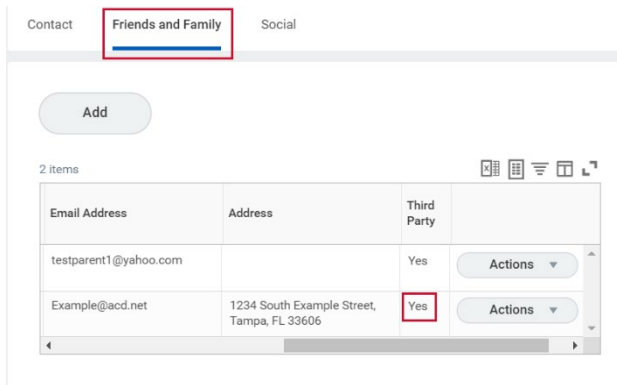 Contact Friends and Family Social
Add
2 items
Email Address Address Third
Party
testparent1@yahoo.com Yes Actions
Example@acd.net 1234 South Example Street, Yes Actions
Tampa, FL 33606